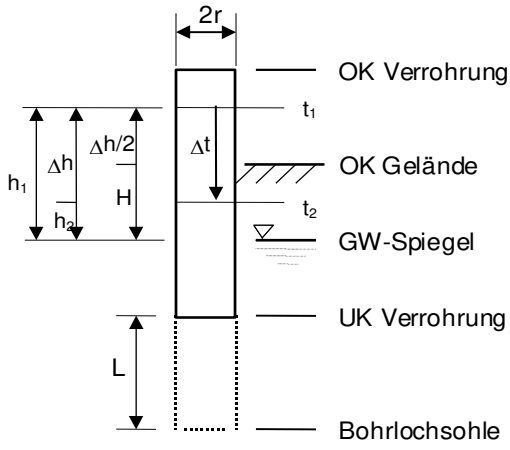 2r
OK Verrohrung
t1
Δh/2
Δh
Δt
OK Gelände
h1
H
h2
t2
GW-Spiegel
UK Verrohrung
L
Bohrlochsohle